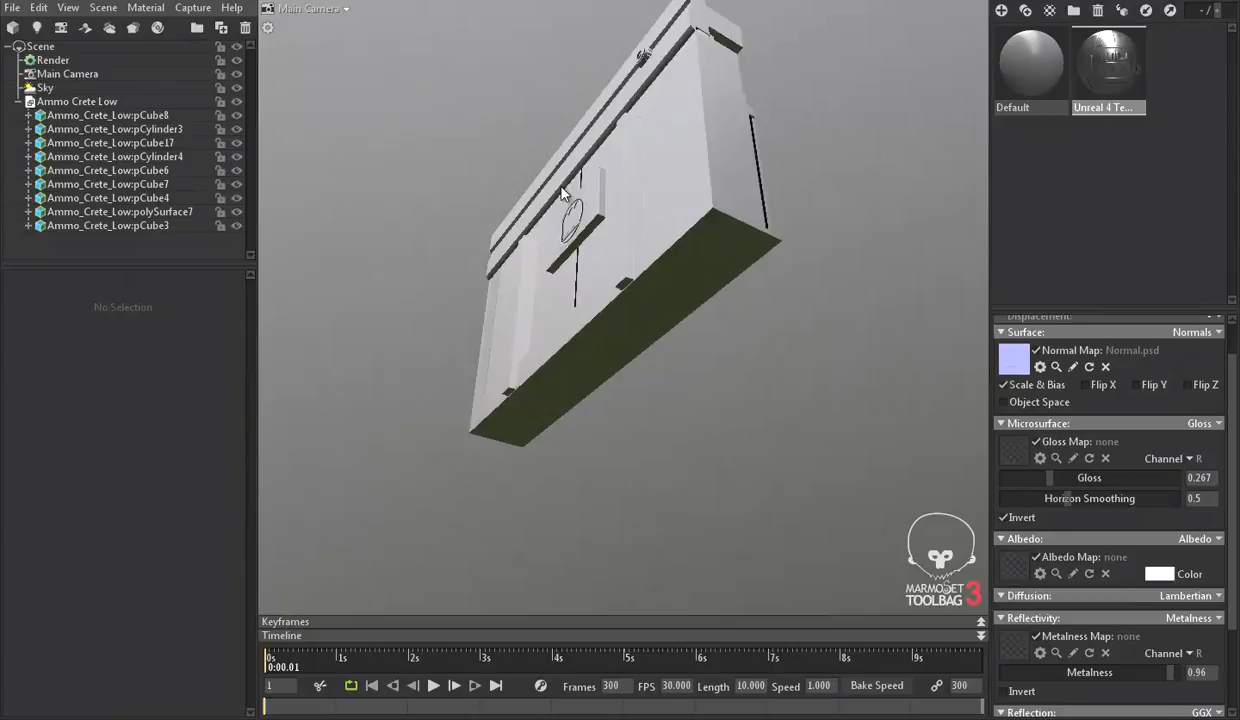 File Edit View Scene Material Capture Help
Main Camera
Scene
Render
Main Camera
Sky
Ammo Crete Low
Ammo_Crete_Low:pCube8
Ammo_Crete_Low:pCylinder3
Ammo_Crete_Low:pCube17
Ammo_Crete_Low:pCylinder4
Ammo_Crete_Low:pCube6
Ammo_Crete_Low:pCube7
Ammo_Crete_Low:pCube4
Ammo_Crete_Low:polySurface7
Ammo_Crete_Low:pCube3
No Selection
MARMOSET
TOOLBAG 3
Keyframes
Timeline
0s 1s 2s 3s 4s 5s 6s 7s 8s 9s
0:00.01
1 Frames 300 FPS 30.000 Length 10.000 Speed 1.000 Bake Speed 300
- /
Default Unreal 4 Te...
Displacement:
Surface: Normals
Normal Map: Normal.psd
Scale & Bias Flip X Flip Y Flip Z
Object Space
Microsurface: Gloss
Gloss Map: none
Channel R
Gloss 0.267
Horizon Smoothing 0.5
Invert
Albedo: Albedo
Albedo Map: none
Color
Diffusion: Lambertian
Reflectivity: Metalness
Metalness Map: none
Channel R
Metalness 0.96
Invert
Reflection: GGX